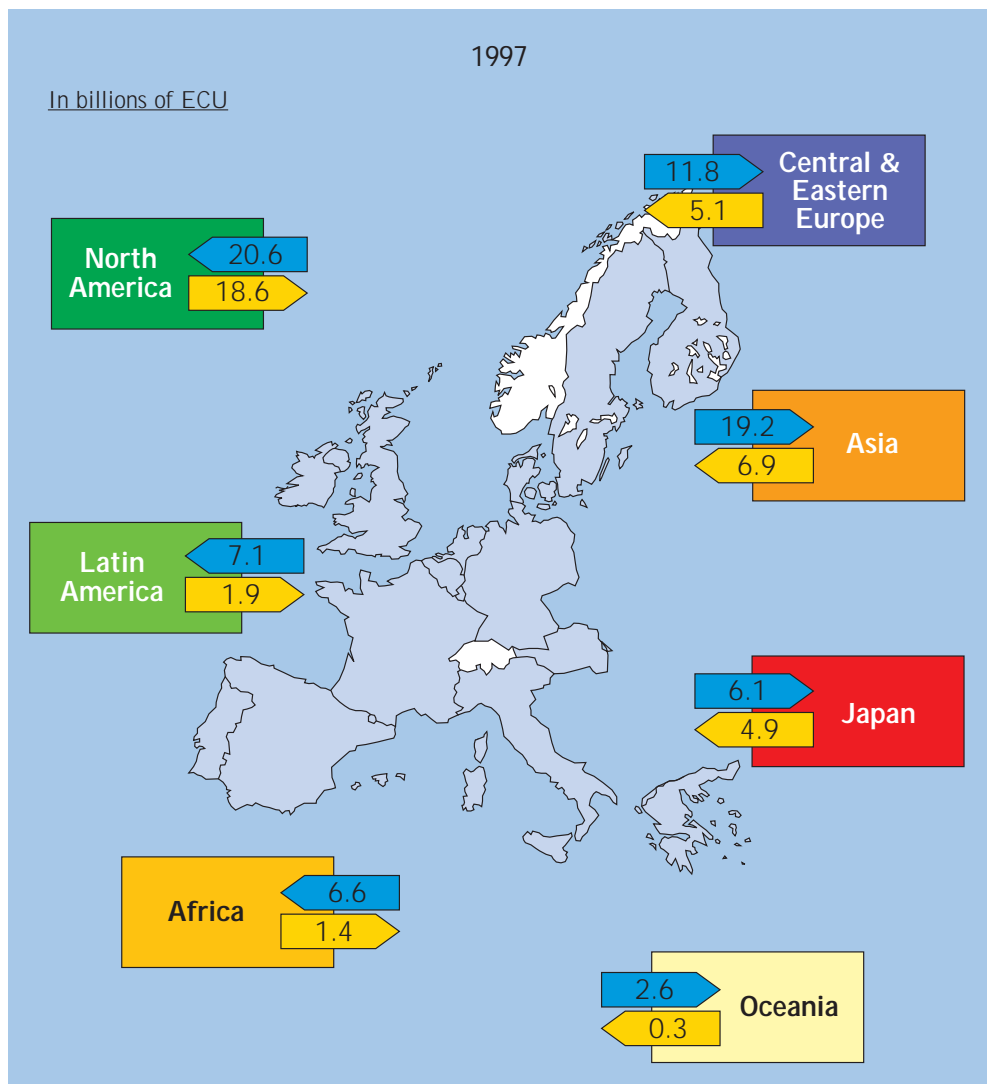 1997
In billions of ECU
11.8
5.1
Central &
Eastern
Europe
North
America
20.6
18.6
19.2
6.9
Asia
Latin
America
7.1
1.9
6.1
4.9
Japan
Africa
6.6
1.4
2.6
0.3
Oceania